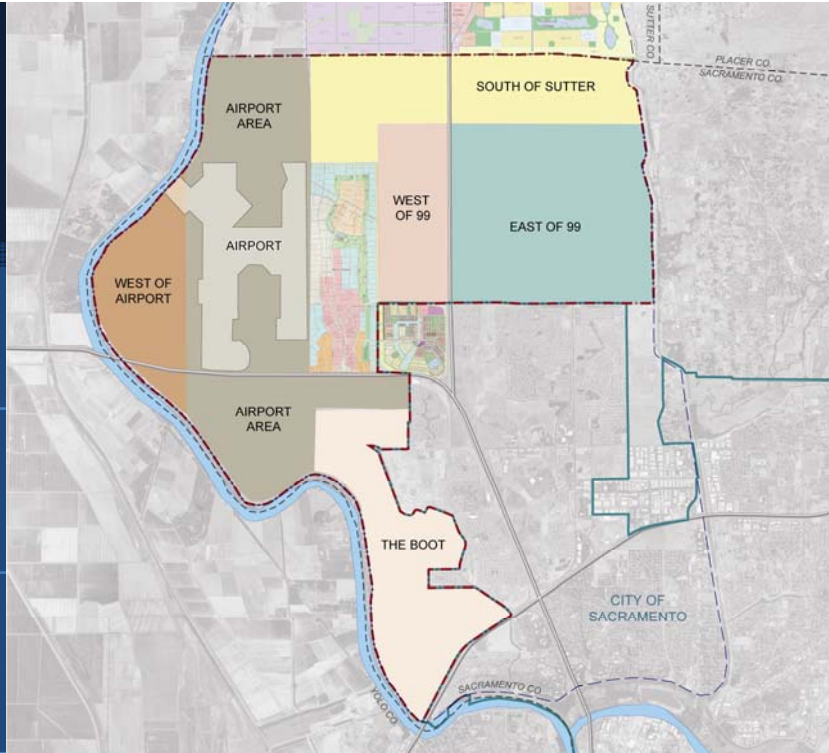 SUTTER CO.
PLACER CO.
SACRAMENTO CO.
SOUTH OF SUTTER
AIRPORT
AREA
WEST
OF 99
EAST OF 99
AIRPORT
WEST OF
AIRPORT
AIRPORT
AREA
THE BOOT
CITY OF
SACRAMENTO
SACRAMENTO CO.
YOLO CO.